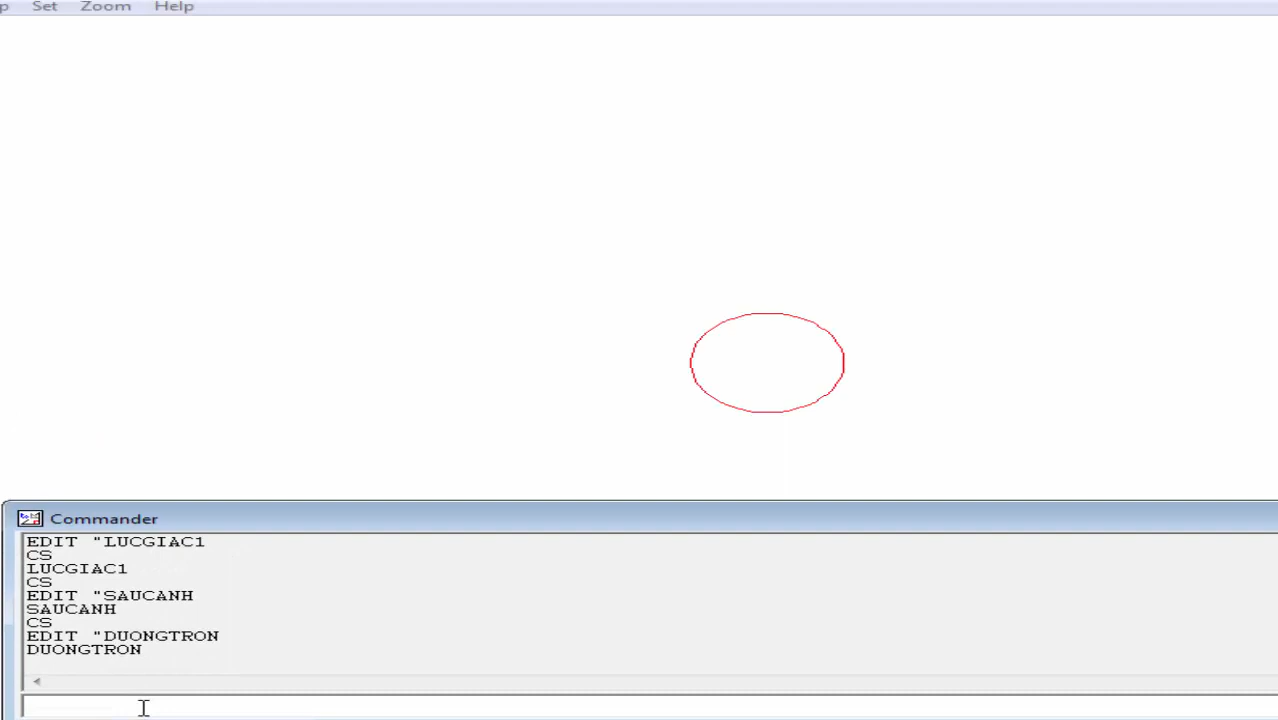 Set Zoom Help
Commander
EDIT "LUCGIAC1
CS
LUCGIAC1
CS
EDIT "SAUCANH
SAUCANH
CS
EDIT "DUONGTRON
DUONGTRON